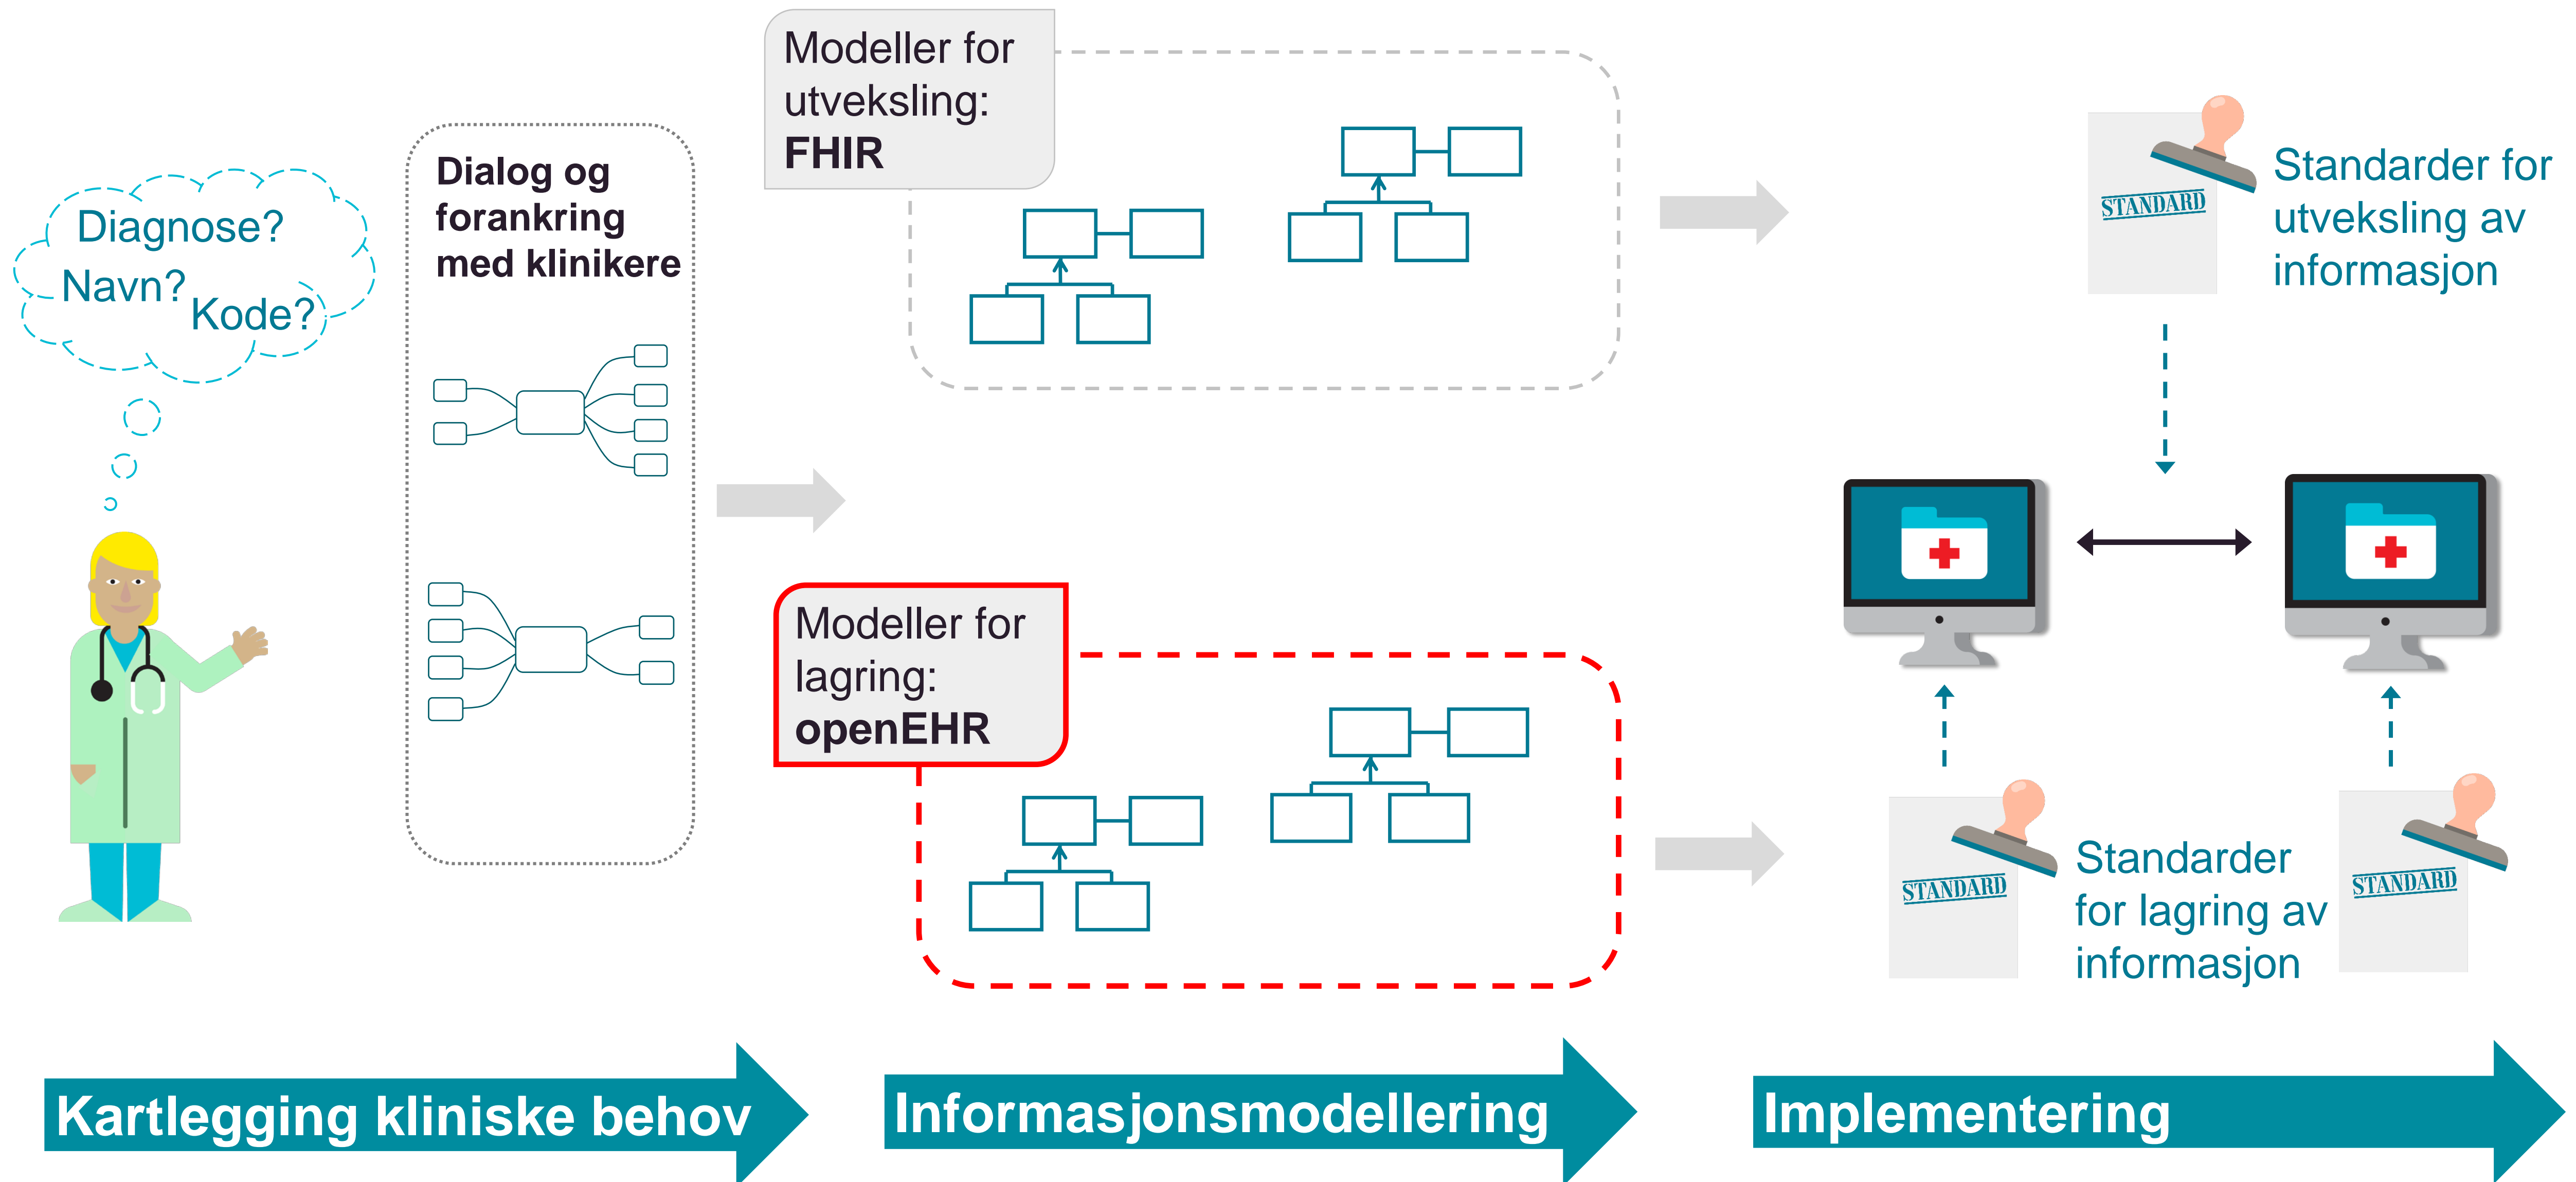 Diagnose?
Navn?
Kode?
Dialog og
forankring
med klinikere
Modeller for
utveksling:
FHIR
Modeller for
lagring:
openEHR
STANDARD
Standarder for
utveksling av
informasjon
STANDARD
Standarder
for lagring av
informasjon
STANDARD
Kartlegging kliniske behov
Informasjonsmodellering
Implementering